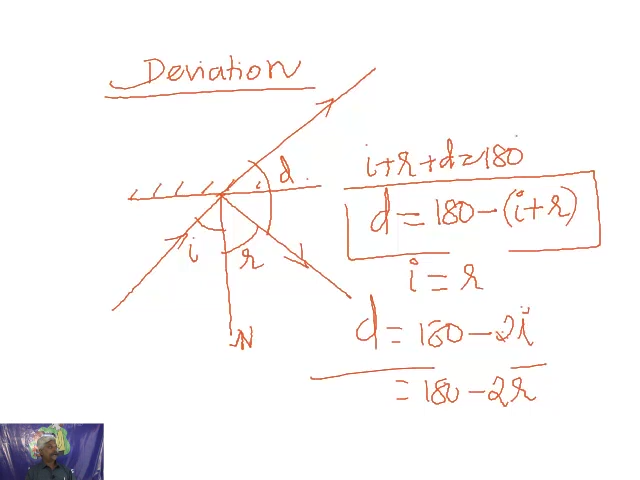 Deviation
d
i
r
N
i+r+d=180
d = 180 - (i+r)
i = r
d = 180 - 2i
= 180 - 2r